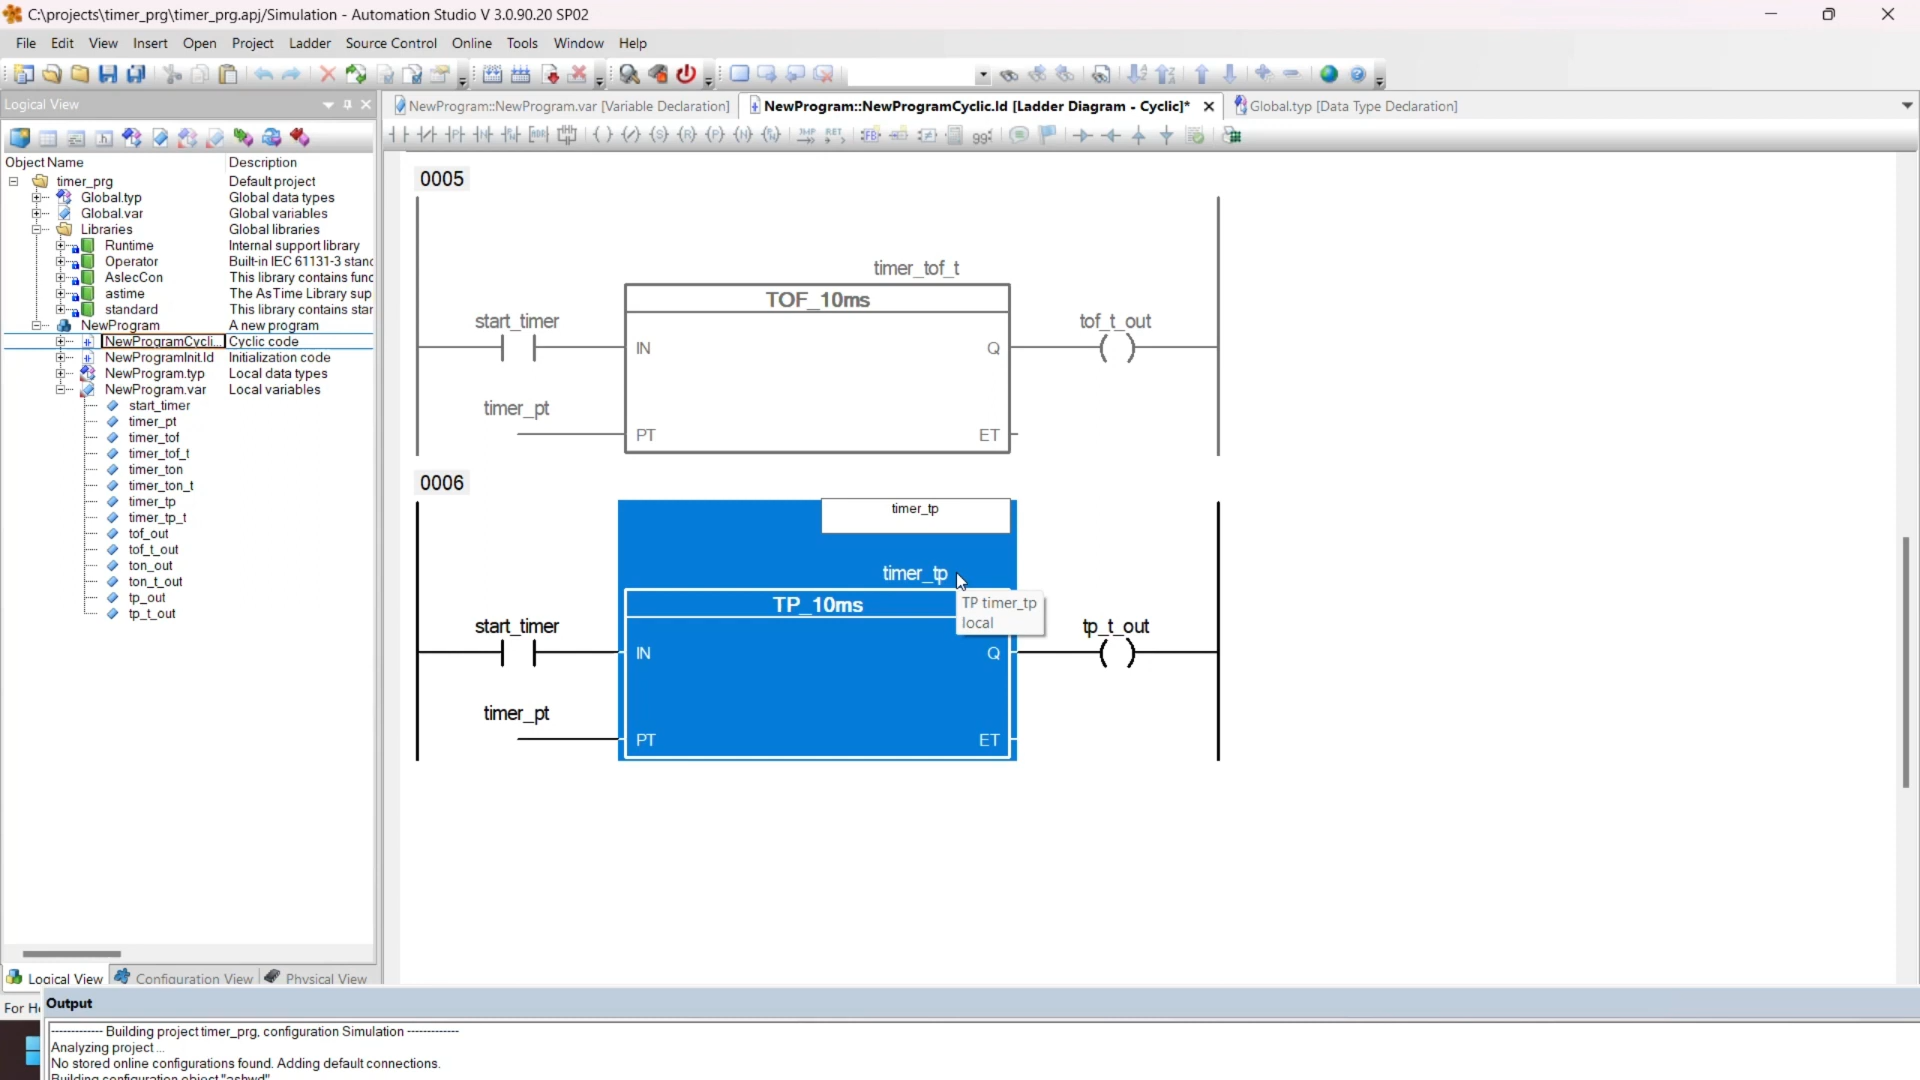 C:\projects\timer_prg\timer_prg.apj/Simulation - Automation Studio V 3.0.90.20 SP02
File Edit View Insert Open Project Ladder Source Control Online Tools Window Help
Logical View
NewProgram::NewProgram.var [Variable Declaration]
NewProgram::NewProgramCyclic.ld [Ladder Diagram - Cyclic]*
Global.typ [Data Type Declaration]
Object Name Description
timer_prg Default project
Global.typ Global data types
Global.var Global variables
Libraries Global libraries
Runtime Internal support library
Operator Built-in IEC 61131-3 stand
AsIecCon This library contains func
astime The AsTime Library sup
standard This library contains star
NewProgram A new program
NewProgramCycli... Cyclic code
NewProgramInit.ld Initialization code
NewProgram.typ Local data types
NewProgram.var Local variables
start_timer
timer_pt
timer_tof
timer_tof_t
timer_ton
timer_ton_t
timer_tp
timer_tp_t
tof_out
tof_t_out
ton_out
ton_t_out
tp_out
tp_t_out
0005
timer_tof_t
TOF_10ms
start_timer
tof_t_out
IN Q
timer_pt
PT ET
0006
timer_tp
timer_tp
TP_10ms
TP timer_tp
local
start_timer
tp_t_out
IN Q
timer_pt
PT ET
Logical View Configuration View Physical View
For He
Output
------------- Building project timer_prg, configuration Simulation -------------
Analyzing project ...
No stored online configurations found. Adding default connections.
Building configuration object "ashwd"